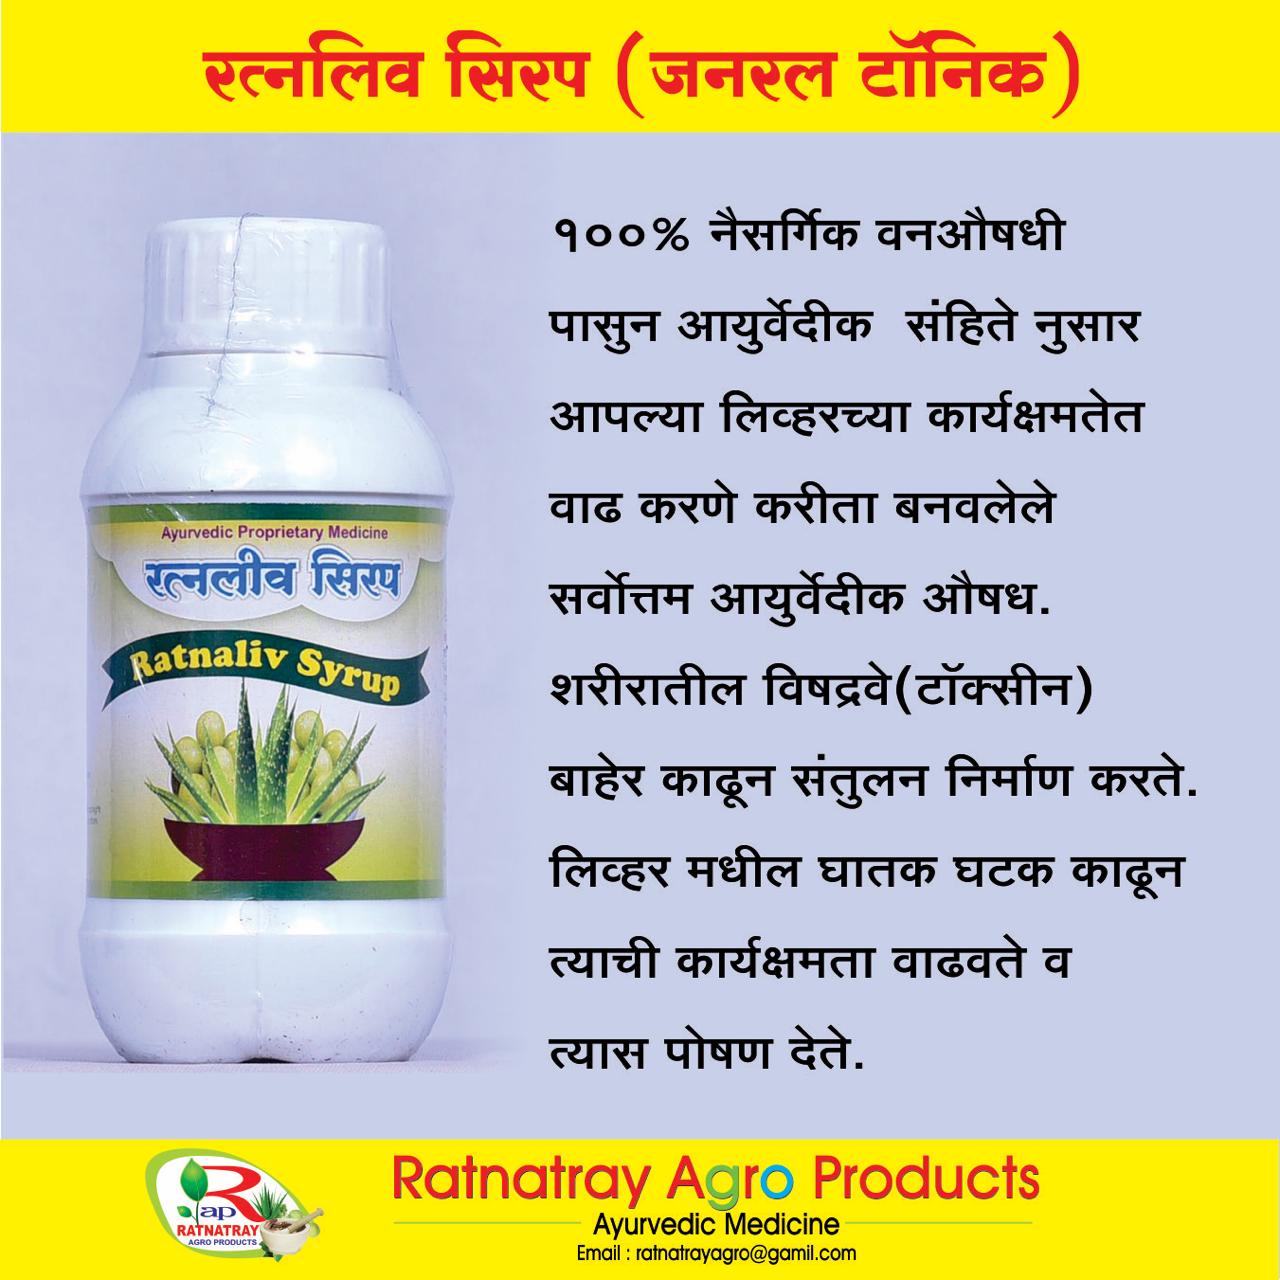 रत्नलिव सिरप (जनरल टॉनिक)
१००% नैसर्गिक वनऔषधी
पासुन आयुर्वेदीक संहिते नुसार
आपल्या लिव्हरच्या कार्यक्षमतेत
वाढ करणे करीता बनवलेले
सर्वोत्तम आयुर्वेदीक औषध.
शरीरातील विषद्रवे(टॉक्सीन)
बाहेर काढून संतुलन निर्माण करते.
लिव्हर मधील घातक घटक काढून
त्याची कार्यक्षमता वाढवते व
त्यास पोषण देते.
Ayurvedic Proprietary Medicine
रत्नलीव सिरप
Ratnaliv Syrup
R
ap
RATNATRAY
AGRO PRODUCTS
Ratnatray Agro Products
Ayurvedic Medicine
Email : ratnatrayagro@gamil.com